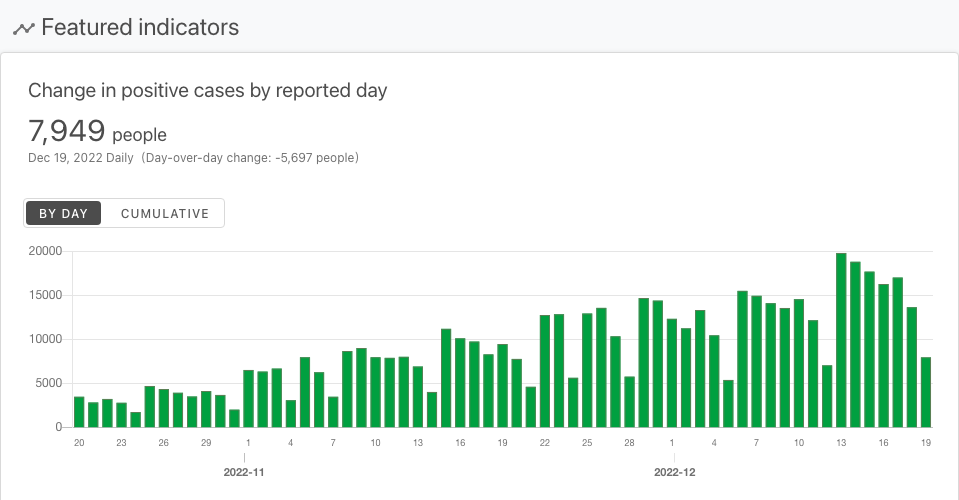 Featured indicators
Change in positive cases by reported day
7,949 people
Dec 19, 2022 Daily (Day-over-day change: -5,697 people)
BY DAY CUMULATIVE
20000
15000
10000
5000
0
20 23 26 29 1 4 7 10 13 16 19 22 25 28 1 4 7 10 13 16 19
2022-11 2022-12